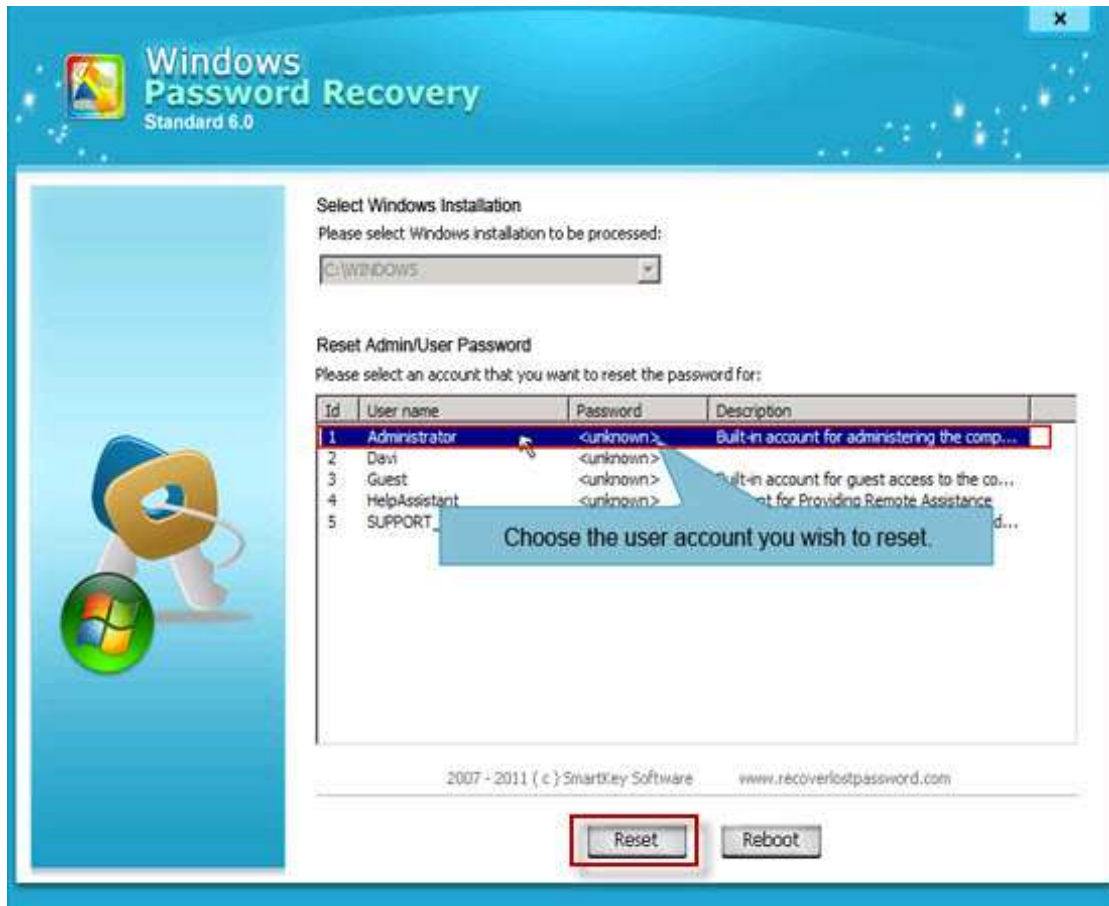 x
Windows
Password Recovery
Standard 6.0
Select Windows Installation
Please select Windows installation to be processed:
C:\WINDOWS
Reset Admin/User Password
Please select an account that you want to reset the password for:
Id User name Password Description
1 Administrator <unknown> Built-in account for administering the comp...
2 Davi <unknown>
3 Guest <unknown> Built-in account for guest access to the co...
4 HelpAssistant <unknown> for Providing Remote Assistance
5 SUPPORT_ d...
Choose the user account you wish to reset.
2007 - 2011 ( c ) SmartKey Software www.recoverlostpassword.com
Reset Reboot